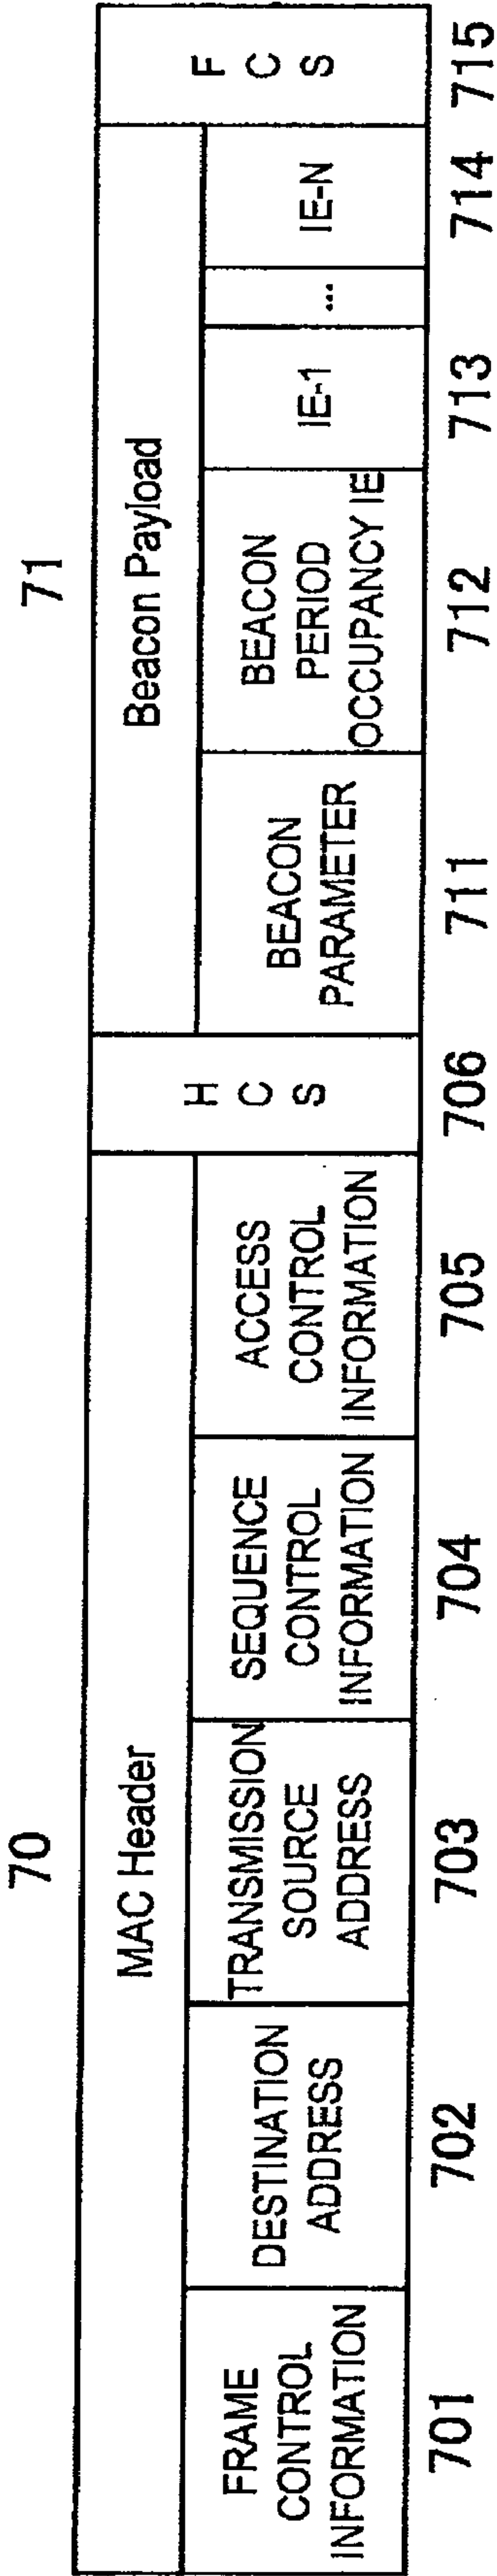 70
71
MAC Header
Beacon Payload
FRAME
CONTROL
INFORMATION
DESTINATION
ADDRESS
TRANSMISSION
SOURCE
ADDRESS
SEQUENCE
CONTROL
INFORMATION
ACCESS
CONTROL
INFORMATION
H
C
S
BEACON
PARAMETER
BEACON
PERIOD
OCCUPANCY IE
IE-1
...
IE-N
F
C
S
701
702
703
704
705
706
711
712
713
714
715